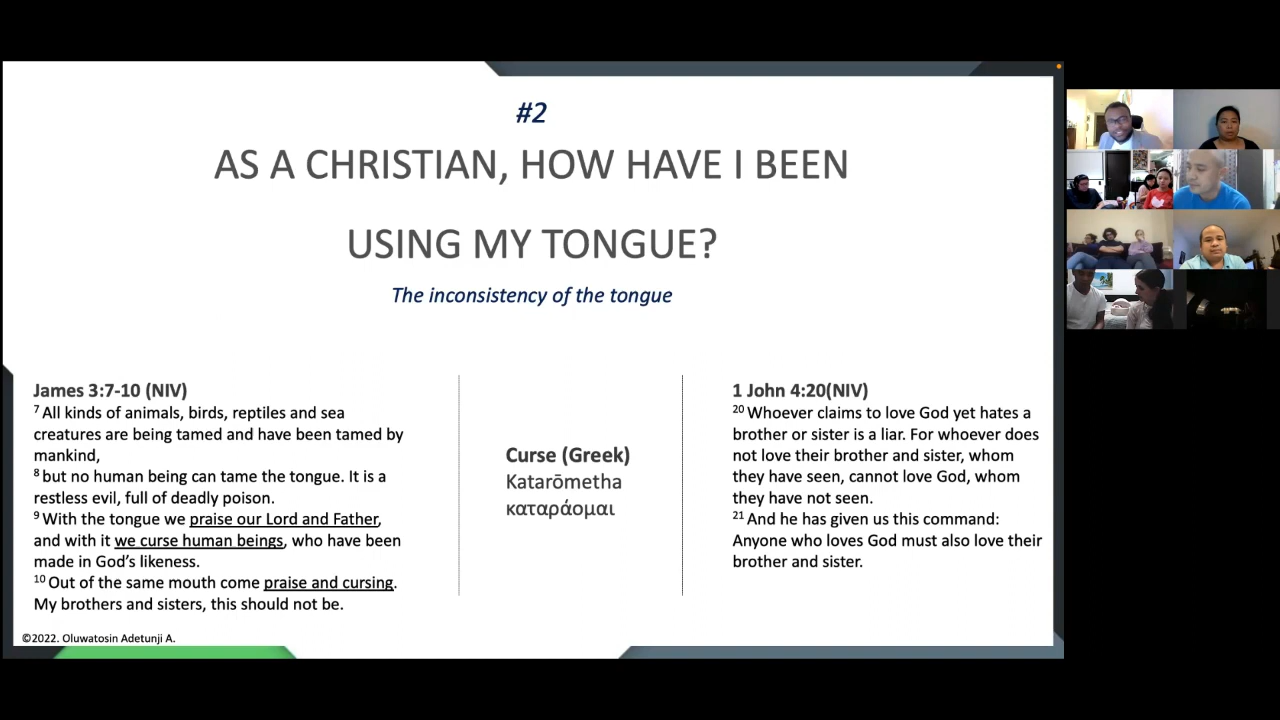 #2
AS A CHRISTIAN, HOW HAVE I BEEN
USING MY TONGUE?
The inconsistency of the tongue
James 3:7-10 (NIV)
7 All kinds of animals, birds, reptiles and sea
creatures are being tamed and have been tamed by
mankind,
8 but no human being can tame the tongue. It is a
restless evil, full of deadly poison.
9 With the tongue we praise our Lord and Father,
and with it we curse human beings, who have been
made in God’s likeness.
10 Out of the same mouth come praise and cursing.
My brothers and sisters, this should not be.
Curse (Greek)
Katarōmetha
καταράομαι
1 John 4:20(NIV)
20 Whoever claims to love God yet hates a
brother or sister is a liar. For whoever does
not love their brother and sister, whom
they have seen, cannot love God, whom
they have not seen.
21 And he has given us this command:
Anyone who loves God must also love their
brother and sister.
©2022. Oluwatosin Adetunji A.